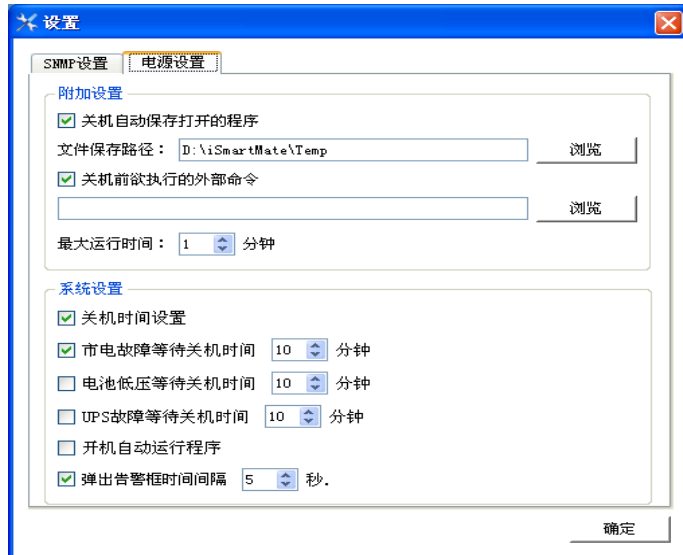 设置
SNMP设置 电源设置
附加设置
关机自动保存打开的程序
文件保存路径： D:\iSmartMate\Temp 浏览
关机前欲执行的外部命令
浏览
最大运行时间： 1 分钟
系统设置
关机时间设置
市电故障等待关机时间 10 分钟
电池低压等待关机时间 10 分钟
UPS故障等待关机时间 10 分钟
开机自动运行程序
弹出告警框时间间隔 5 秒.
确定